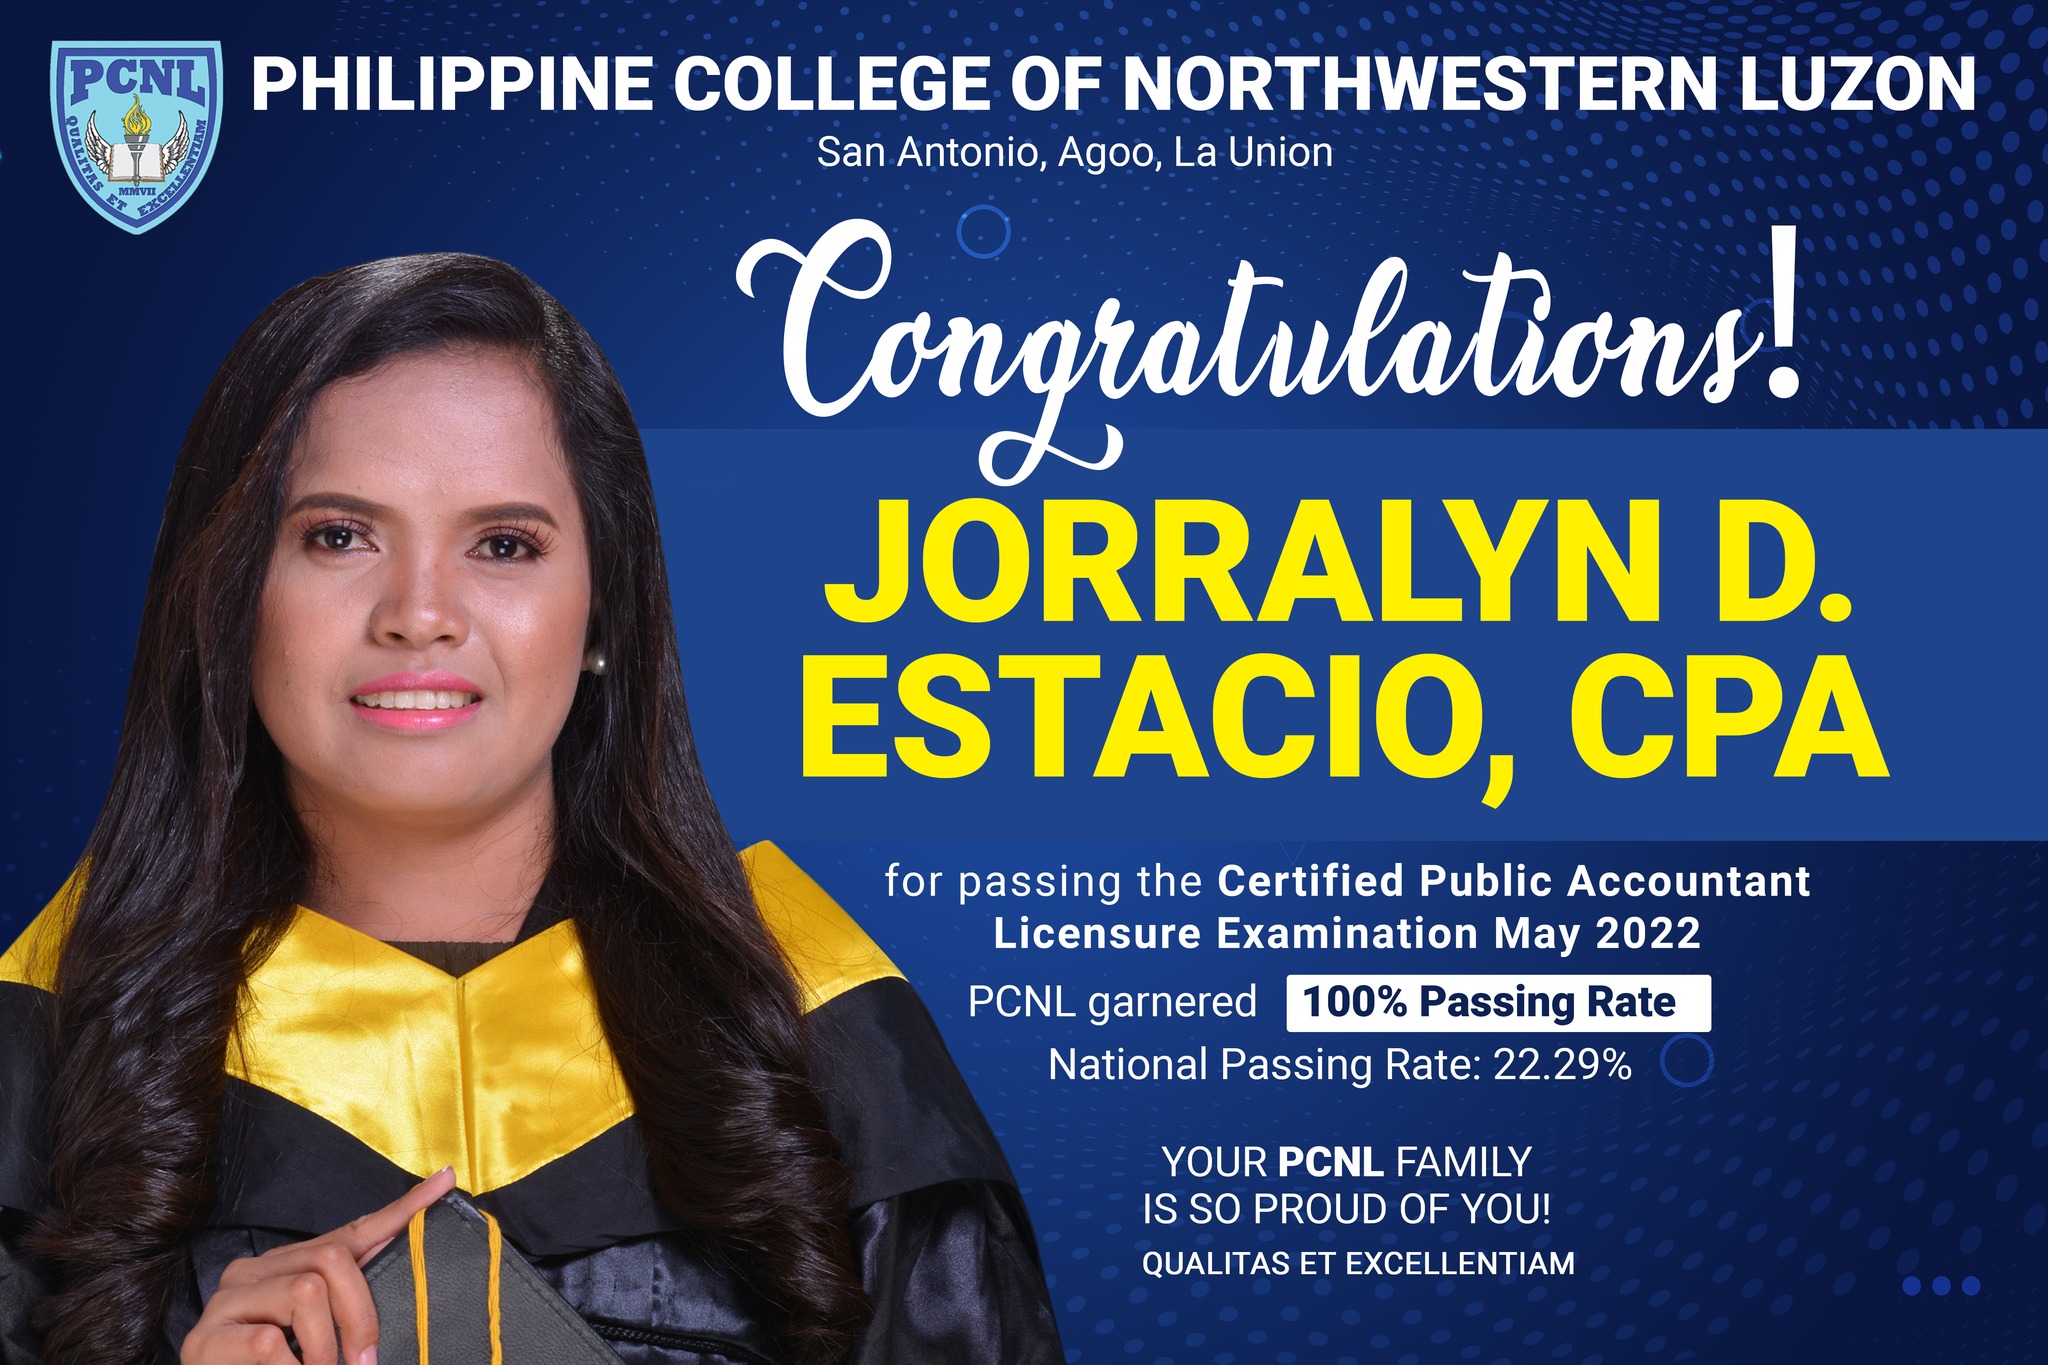 PCNL
QUALITAS ET EXCELLENTIAM
MMVII
PHILIPPINE COLLEGE OF NORTHWESTERN LUZON
San Antonio, Agoo, La Union
Congratulations!
JORRALYN D.
ESTACIO, CPA
for passing the Certified Public Accountant
Licensure Examination May 2022
PCNL garnered 100% Passing Rate
National Passing Rate: 22.29%
YOUR PCNL FAMILY
IS SO PROUD OF YOU!
QUALITAS ET EXCELLENTIAM